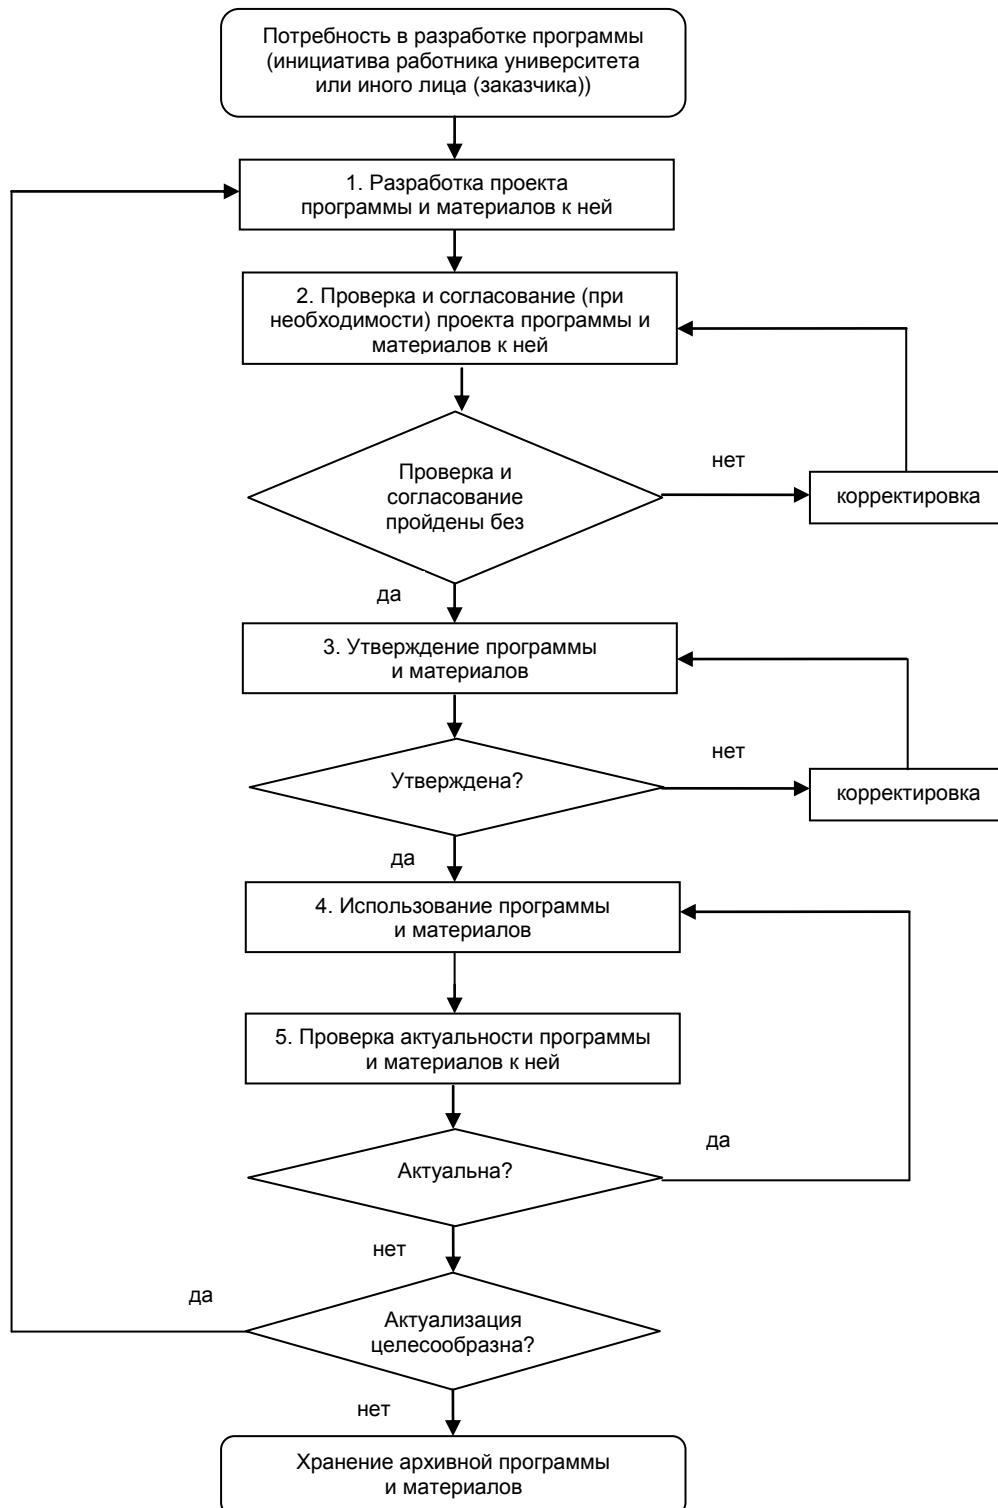 Потребность в разработке программы
(инициатива работника университета
или иного лица (заказчика))
1. Разработка проекта
программы и материалов к ней
2. Проверка и согласование (при
необходимости) проекта программы и
материалов к ней
Проверка и
согласование
пройдены без
нет
корректировка
да
3. Утверждение программы
и материалов
Утверждена?
нет
корректировка
да
4. Использование программы
и материалов
5. Проверка актуальности программы
и материалов к ней
Актуальна?
да
нет
да
Актуализация
целесообразна?
нет
Хранение архивной программы
и материалов